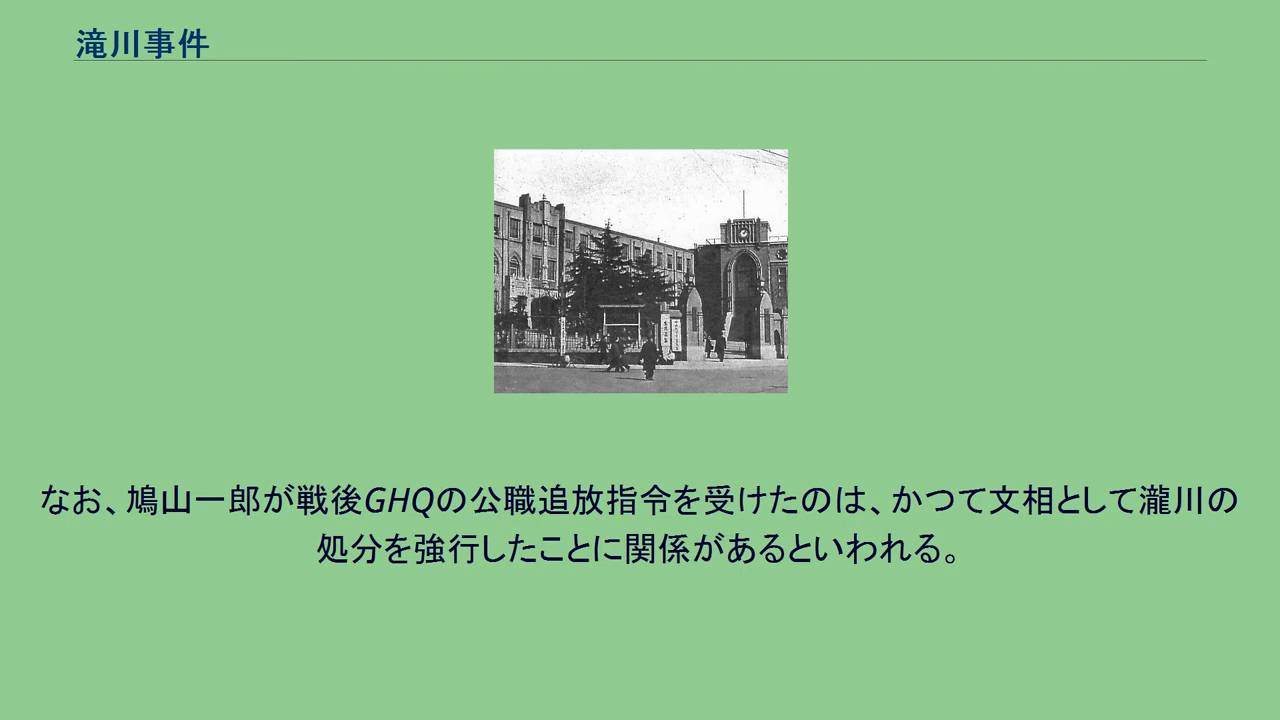 滝川事件
なお、鳩山一郎が戦後GHQの公職追放指令を受けたのは、かつて文相として瀧川の
処分を強行したことに関係があるといわれる。